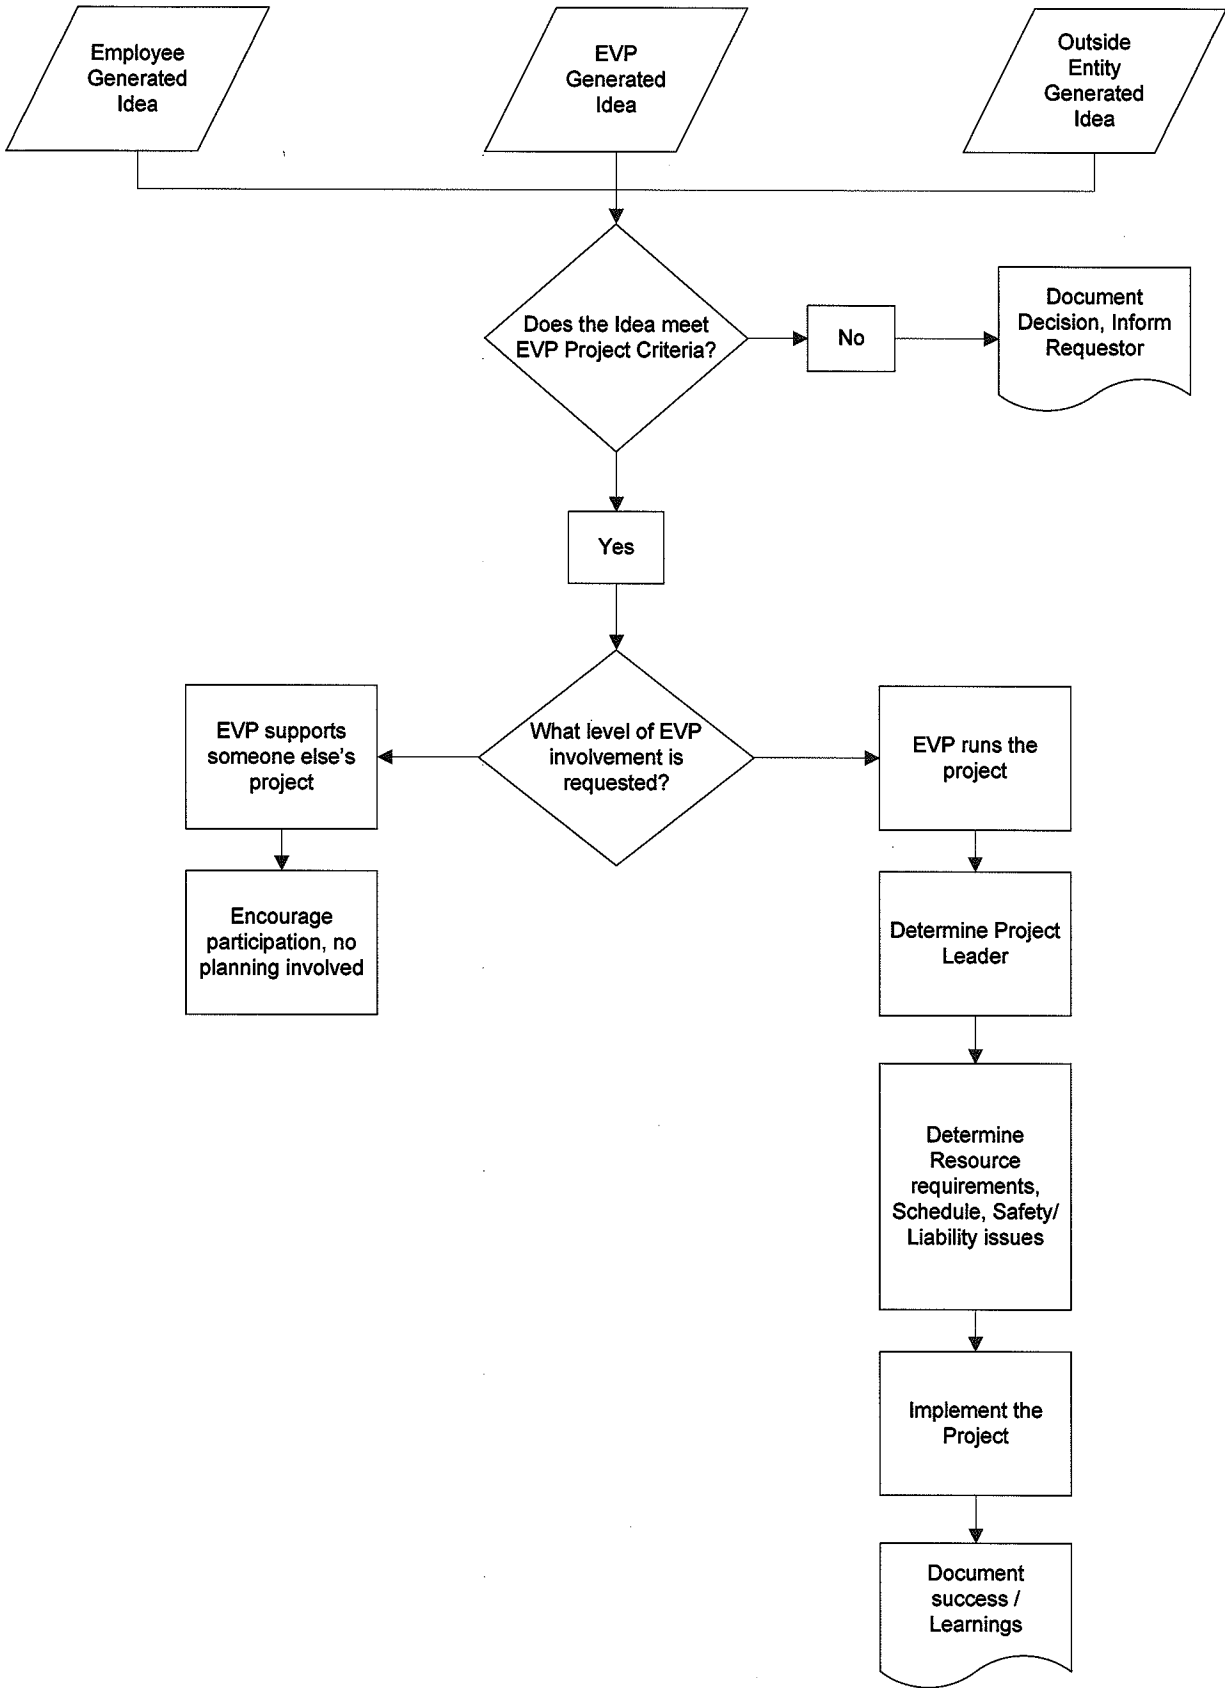 Employee
Generated
Idea
EVP
Generated
Idea
Outside
Entity
Generated
Idea
Does the Idea meet
EVP Project Criteria?
No
Document
Decision, Inform
Requestor
Yes
EVP supports
someone else's
project
What level of EVP
involvement is
requested?
EVP runs the
project
Encourage
participation, no
planning involved
Determine Project
Leader
Determine
Resource
requirements,
Schedule, Safety/
Liability issues
Implement the
Project
Document
success /
Learnings